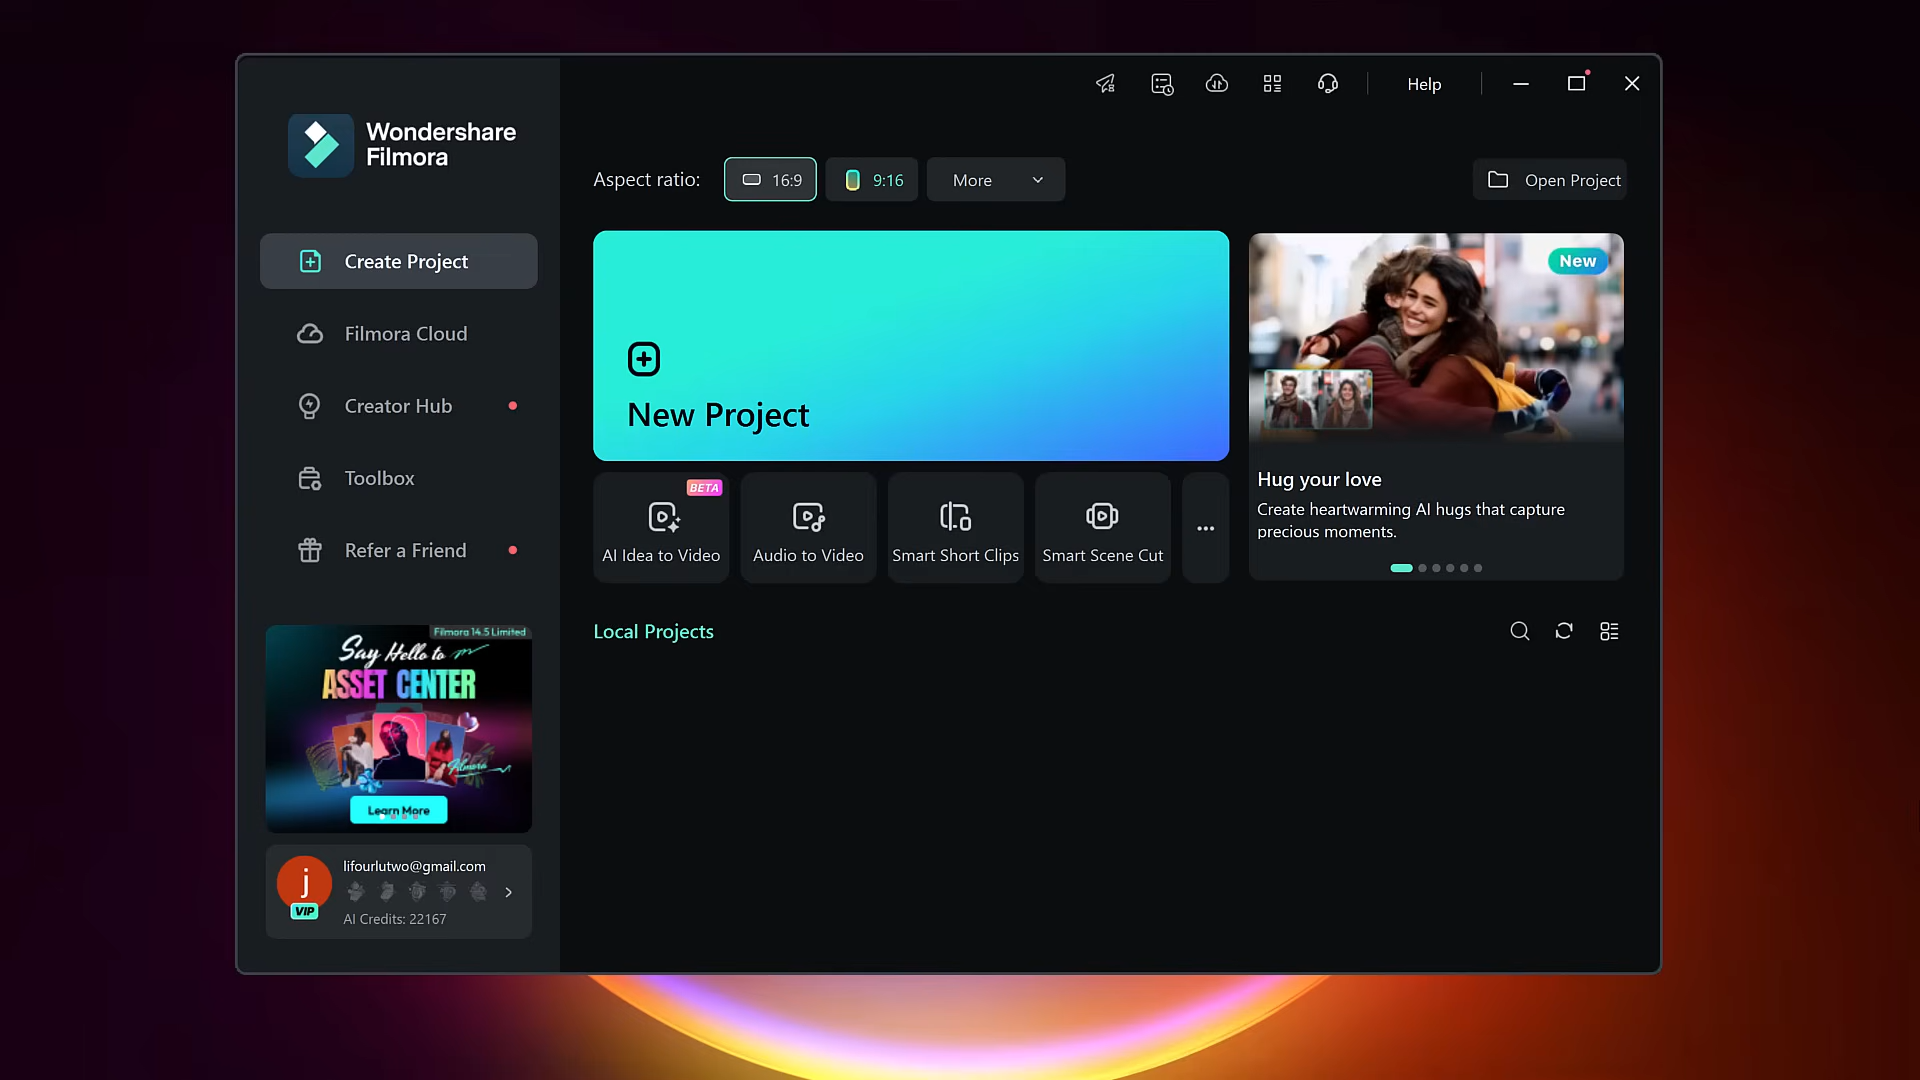 Help
Wondershare
Filmora
Aspect ratio:
16:9
9:16
More
Open Project
Create Project
Filmora Cloud
Creator Hub
Toolbox
Refer a Friend
New Project
New
Hug your love
Create heartwarming AI hugs that capture
precious moments.
BETA
AI Idea to Video
Audio to Video
Smart Short Clips
Smart Scene Cut
Local Projects
Filmora 14.5 Limited
Say Hello to
ASSET CENTER
Filmora
Learn More
j
VIP
lifourlutwo@gmail.com
AI Credits: 22167